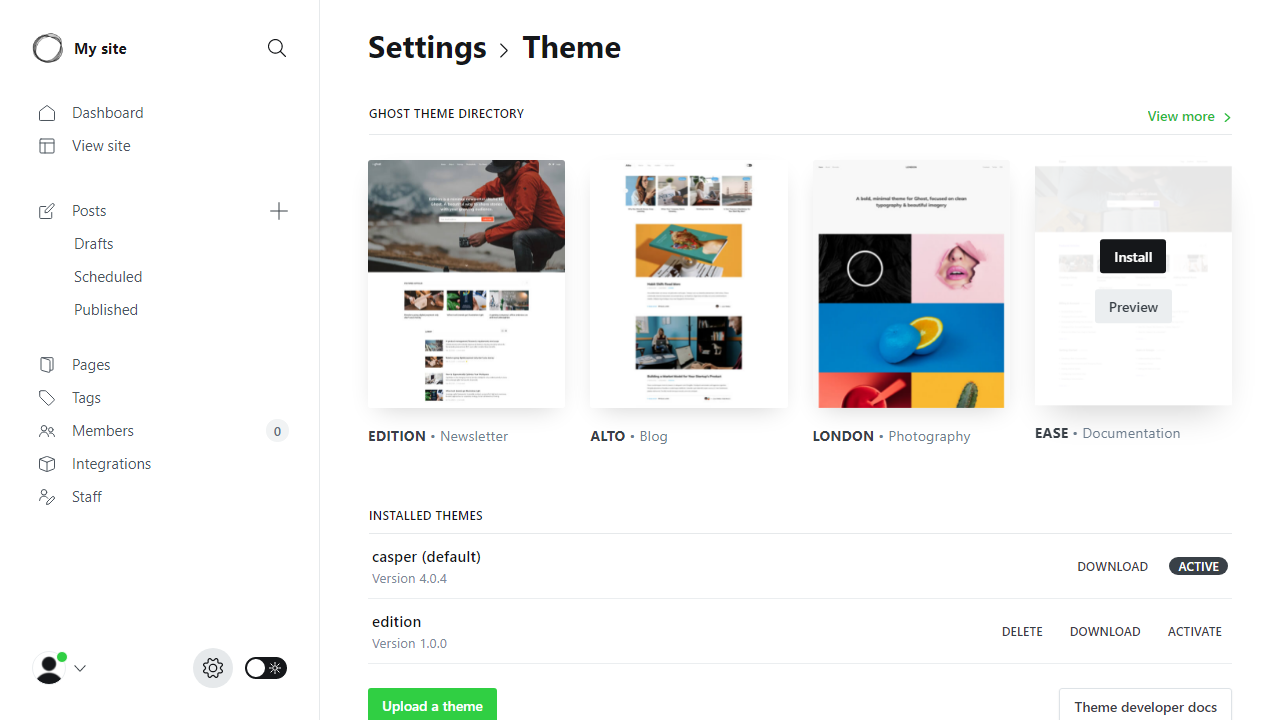 My site
Dashboard
View site
Posts
Drafts
Scheduled
Published
Pages
Tags
Members
0
Integrations
Staff
Settings > Theme
GHOST THEME DIRECTORY
View more >
A bold, minimal theme for Ghost, focused on clean
typography & beautiful imagery
Install
Preview
EDITION • Newsletter
ALTO • Blog
LONDON • Photography
EASE • Documentation
INSTALLED THEMES
casper (default)
Version 4.0.4
DOWNLOAD
ACTIVE
edition
Version 1.0.0
DELETE
DOWNLOAD
ACTIVATE
Upload a theme
Theme developer docs